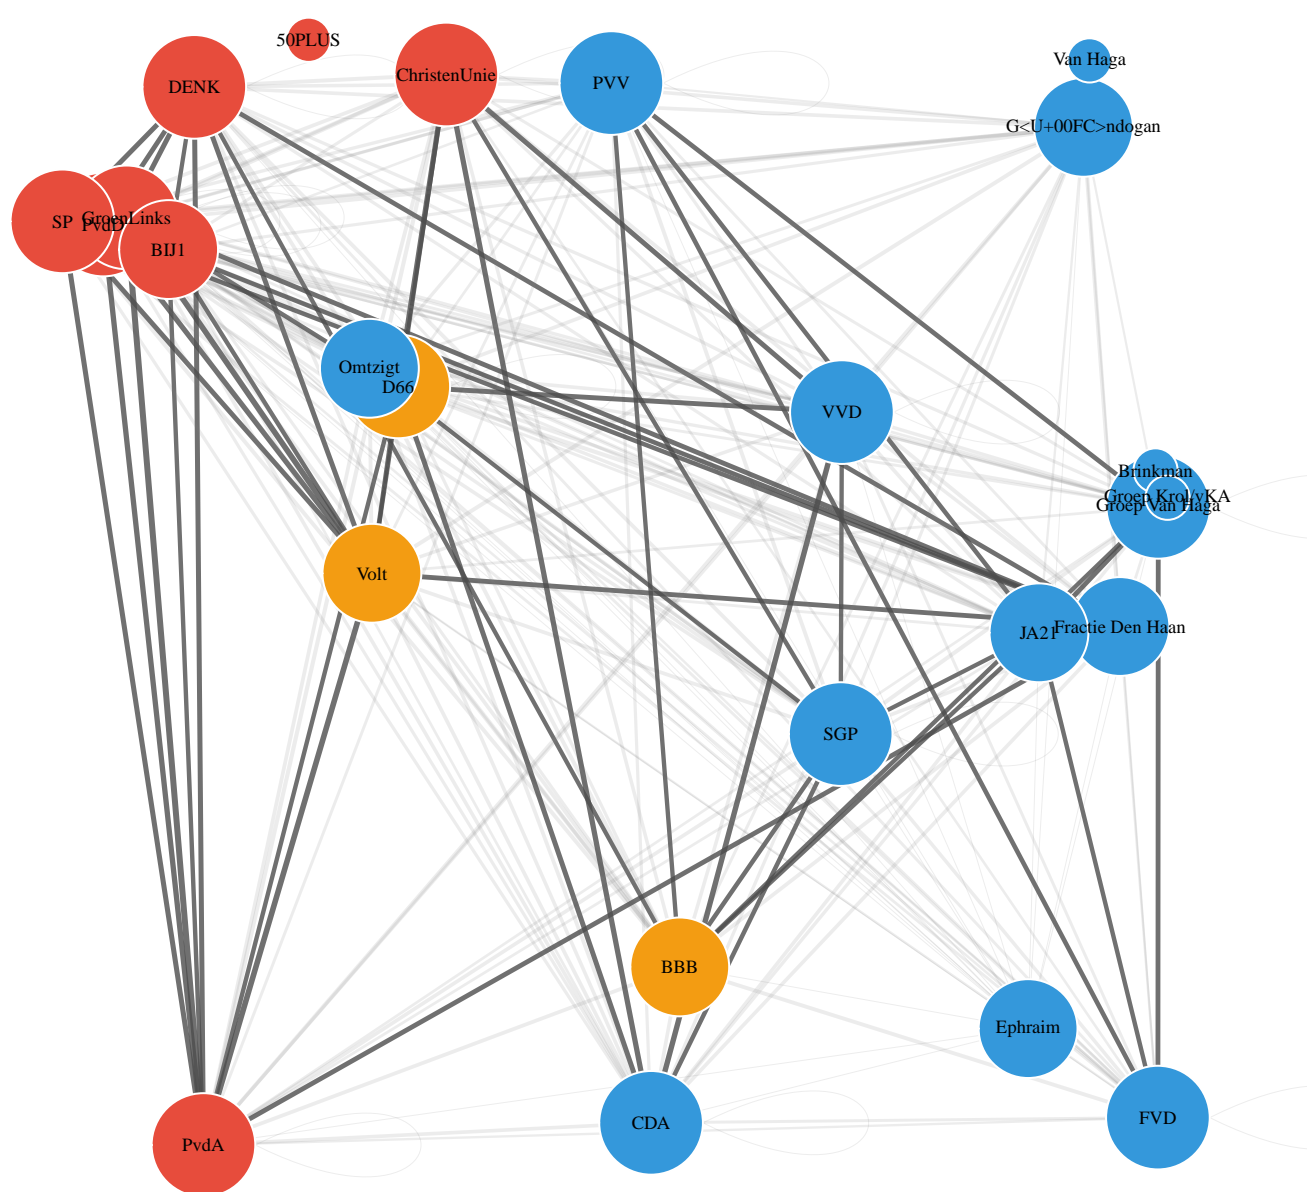 50PLUS
Van Haga
ChristenUnie
PVV
DENK
G<U+00FC>ndogan
SP
GroenLinks
PvdD
BIJ1
Omtzigt
D66
VVD
Brinkman
Groep Krol/vKA
Groep Van Haga
Volt
JA21
Fractie Den Haan
SGP
BBB
Ephraim
CDA
FVD
PvdA